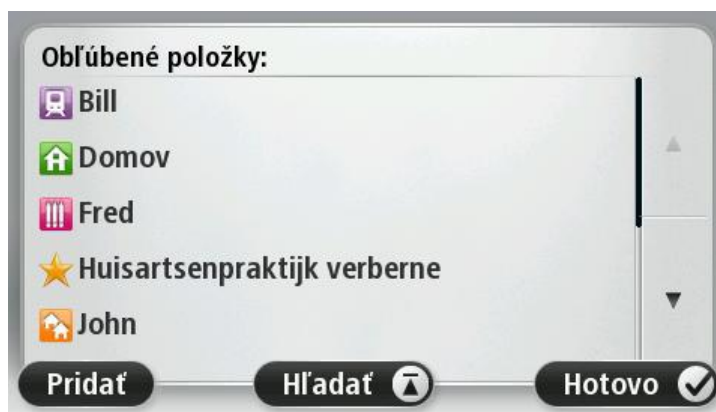 Obľúbené položky:
Bill
Domov
Fred
Huisartsenpraktijk verberne
John
Pridať Hľadať Hotovo